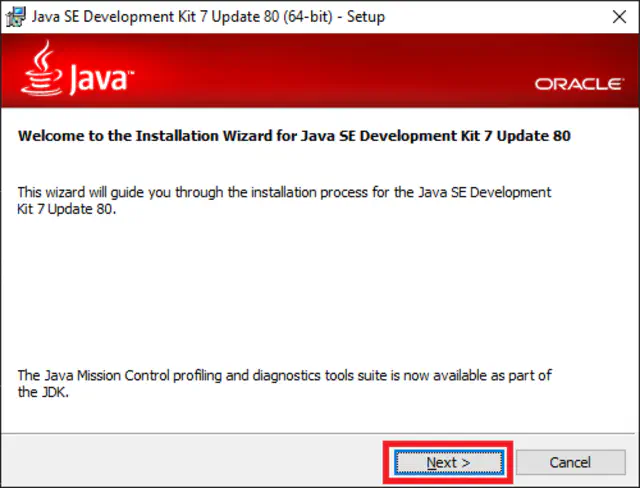 Java SE Development Kit 7 Update 80 (64-bit) - Setup
Java™
ORACLE®
Welcome to the Installation Wizard for Java SE Development Kit 7 Update 80
This wizard will guide you through the installation process for the Java SE Development
Kit 7 Update 80.
The Java Mission Control profiling and diagnostics tools suite is now available as part of
the JDK.
Next >
Cancel